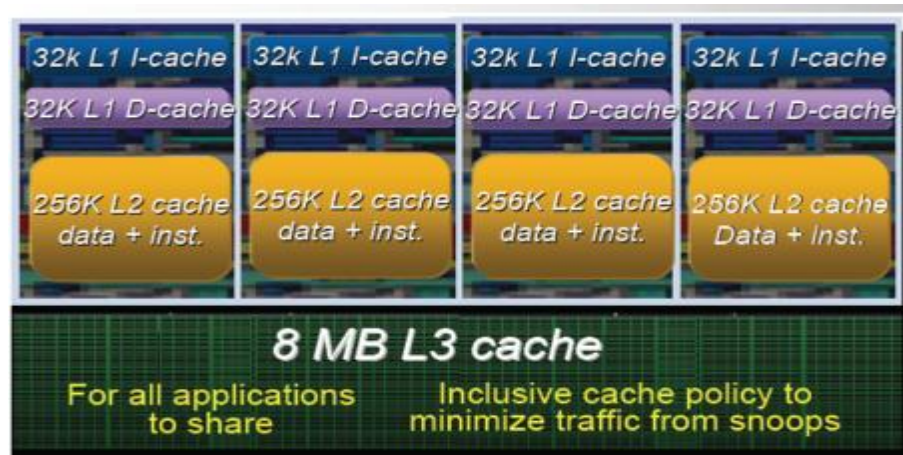 32k L1 I-cache
32K L1 D-cache
256K L2 cache
data + inst.
32k L1 I-cache
32K L1 D-cache
256K L2 cache
data + inst.
32k L1 I-cache
32K L1 D-cache
256K L2 cache
data + inst.
32k L1 I-cache
32K L1 D-cache
256K L2 cache
Data + Inst.
8 MB L3 cache
For all applications
to share
Inclusive cache policy to
minimize traffic from snoops